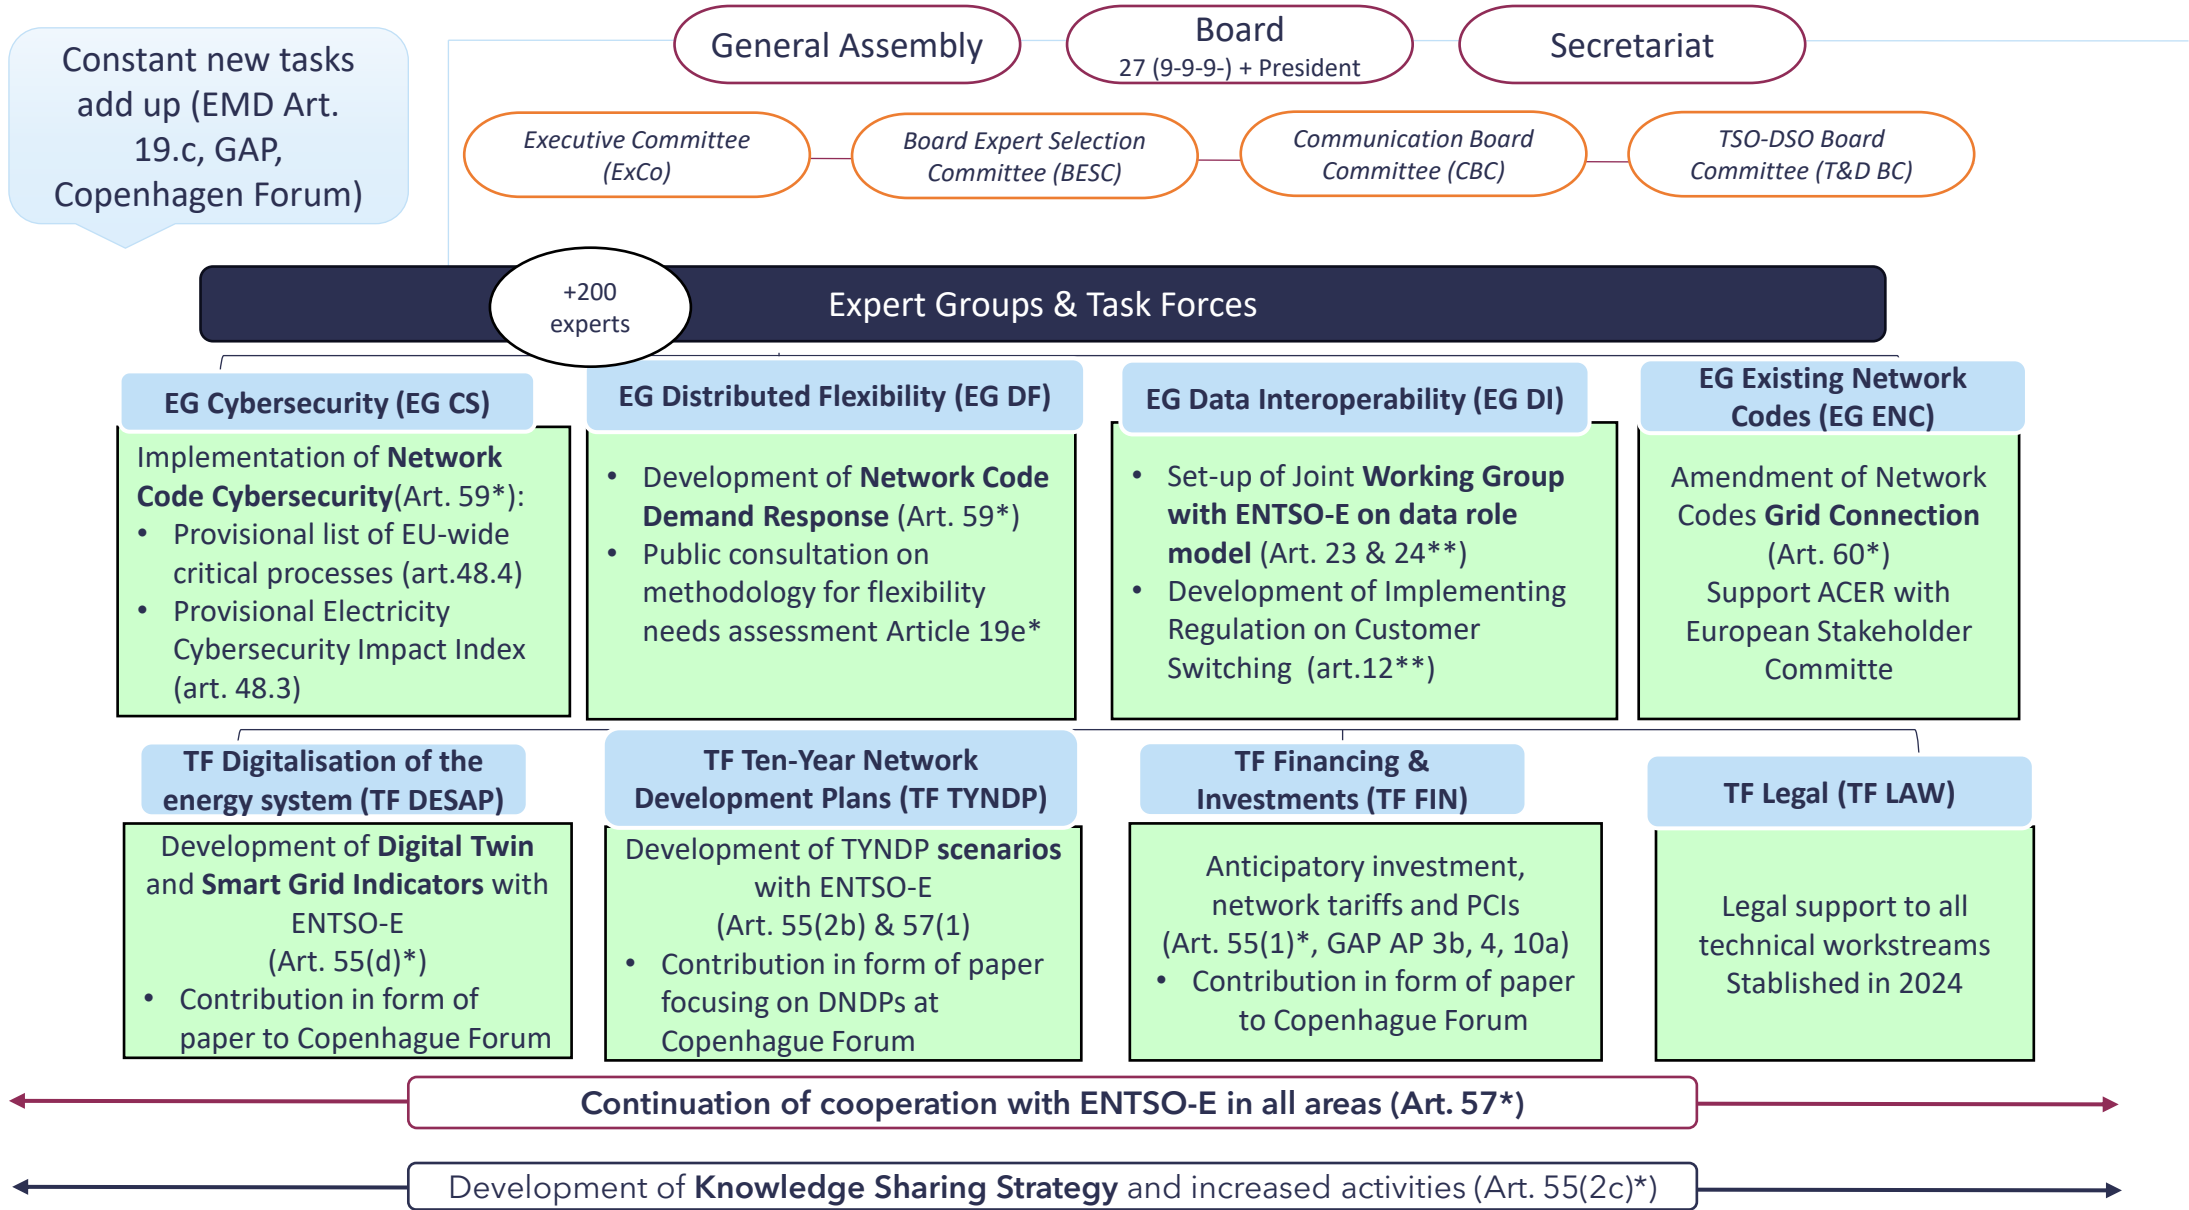 Constant new tasks
add up (EMD Art.
19.c, GAP,
Copenhagen Forum)
General Assembly
Board
27 (9-9-9-) + President
Secretariat
Executive Committee
(ExCo)
Board Expert Selection
Committee (BESC)
Communication Board
Committee (CBC)
TSO-DSO Board
Committee (T&D BC)
+200
experts
Expert Groups & Task Forces
EG Cybersecurity (EG CS)
Implementation of Network
Code Cybersecurity(Art. 59*):
• Provisional list of EU-wide
critical processes (art.48.4)
• Provisional Electricity
Cybersecurity Impact Index
(art. 48.3)
EG Distributed Flexibility (EG DF)
• Development of Network Code
Demand Response (Art. 59*)
• Public consultation on
methodology for flexibility
needs assessment Article 19e*
EG Data Interoperability (EG DI)
• Set-up of Joint Working Group
with ENTSO-E on data role
model (Art. 23 & 24**)
• Development of Implementing
Regulation on Customer
Switching (art.12**)
EG Existing Network
Codes (EG ENC)
Amendment of Network
Codes Grid Connection
(Art. 60*)
Support ACER with
European Stakeholder
Committe
TF Digitalisation of the
energy system (TF DESAP)
Development of Digital Twin
and Smart Grid Indicators with
ENTSO-E
(Art. 55(d)*)
• Contribution in form of
paper to Copenhague Forum
TF Ten-Year Network
Development Plans (TF TYNDP)
Development of TYNDP scenarios
with ENTSO-E
(Art. 55(2b) & 57(1)
• Contribution in form of paper
focusing on DNDPs at
Copenhague Forum
TF Financing &
Investments (TF FIN)
Anticipatory investment,
network tariffs and PCIs
(Art. 55(1)*, GAP AP 3b, 4, 10a)
• Contribution in form of paper
to Copenhague Forum
TF Legal (TF LAW)
Legal support to all
technical workstreams
Stablished in 2024
Continuation of cooperation with ENTSO-E in all areas (Art. 57*)
Development of Knowledge Sharing Strategy and increased activities (Art. 55(2c)*)